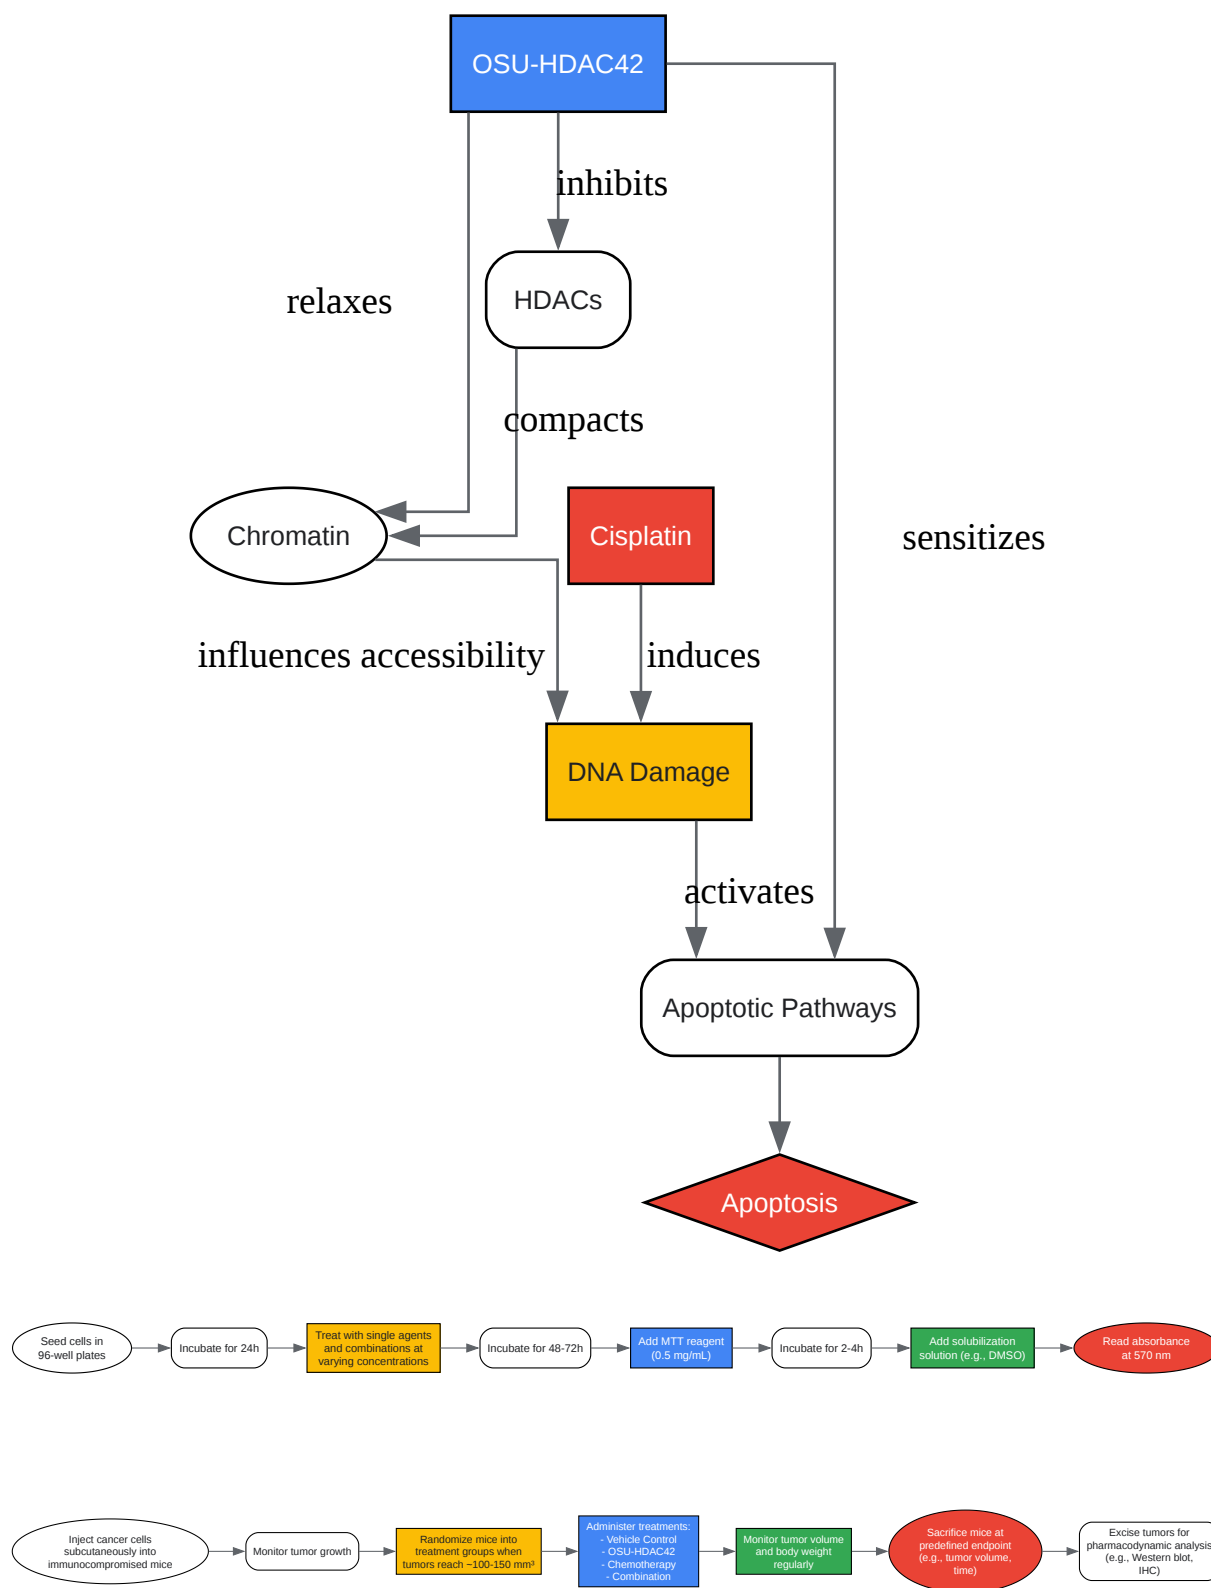 OSU-HDAC42
inhibits
relaxes
HDACs
compacts
Chromatin
Cisplatin
sensitizes
influences accessibility
induces
DNA Damage
activates
Apoptotic Pathways
Apoptosis
Seed cells in
96-well plates
Incubate for 24h
Treat with single agents
and combinations at
varying concentrations
Incubate for 48-72h
Add MTT reagent
(0.5 mg/mL)
Incubate for 2-4h
Add solubilization
solution (e.g., DMSO)
Read absorbance
at 570 nm
Inject cancer cells
subcutaneously into
immunocompromised mice
Monitor tumor growth
Randomize mice into
treatment groups when
tumors reach ~100-150 mm³
Administer treatments:
- Vehicle Control
- OSU-HDAC42
- Chemotherapy
- Combination
Monitor tumor volume
and body weight
regularly
Sacrifice mice at
predefined endpoint
(e.g., tumor volume,
time)
Excise tumors for
pharmacodynamic analysis
(e.g., Western blot,
IHC)